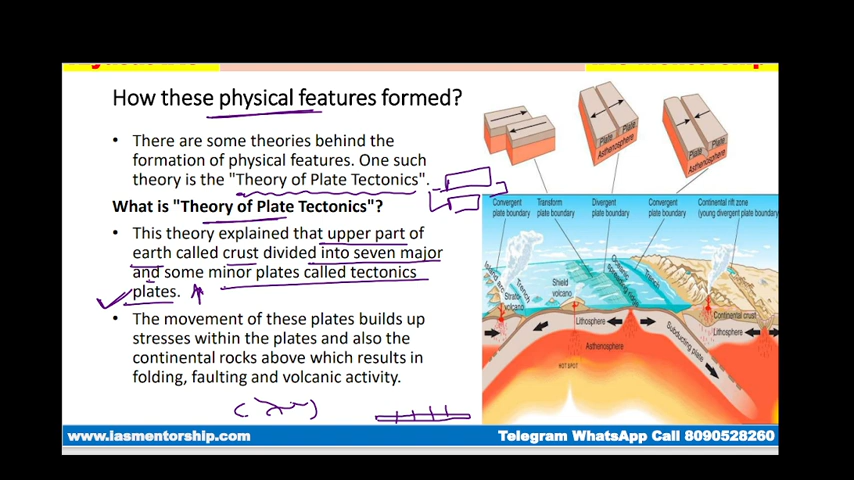 How these physical features formed?
• There are some theories behind the
formation of physical features. One such
theory is the "Theory of Plate Tectonics".
What is "Theory of Plate Tectonics"?
• This theory explained that upper part of
earth called crust divided into seven major
and some minor plates called tectonics
plates.
• The movement of these plates builds up
stresses within the plates and also the
continental rocks above which results in
folding, faulting and volcanic activity.
Plate Plate
Asthenosphere
Plate Plate
Asthenosphere
Convergent
plate boundary
Transform
plate boundary
Divergent
plate boundary
Convergent
plate boundary
Continental rift zone
(young divergent plate boundary
Island arc
Trench
Strato-
volcano
Shield
volcano
Oceanic
spreading ridge
Trench
Lithosphere
Asthenosphere
HOT SPOT
Subducting plate
Continental crust
Lithosphere
www.iasmentorship.com
Telegram WhatsApp Call 8090528260